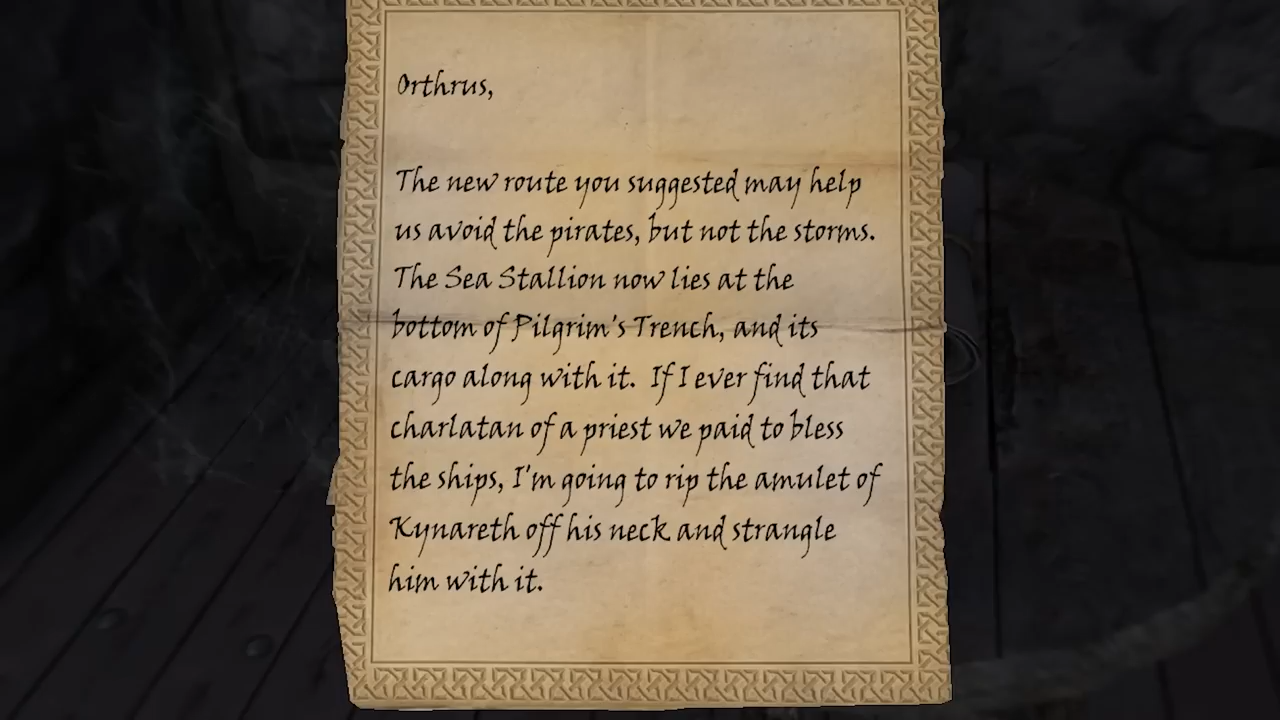 Orthrus,
The new route you suggested may help
us avoid the pirates, but not the storms.
The Sea Stallion now lies at the
bottom of Pilgrim's Trench, and its
cargo along with it.  If I ever find that
charlatan of a priest we paid to bless
the ships, I'm going to rip the amulet of
Kynareth off his neck and strangle
him with it.